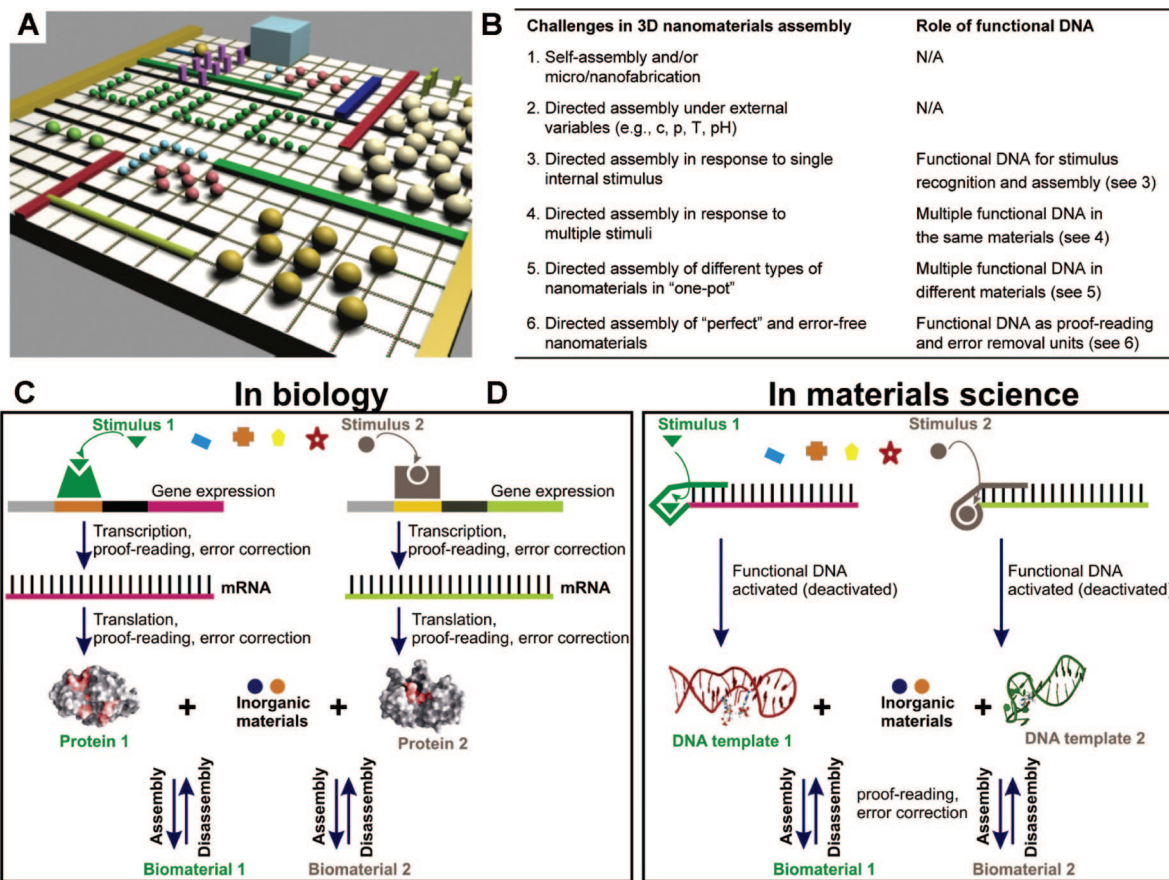 A
B
Challenges in 3D nanomaterials assembly
Role of functional DNA
1. Self-assembly and/or
micro/nanofabrication
N/A
2. Directed assembly under external
variables (e.g., c, p, T, pH)
N/A
3. Directed assembly in response to single
internal stimulus
Functional DNA for stimulus
recognition and assembly (see 3)
4. Directed assembly in response to
multiple stimuli
Multiple functional DNA in
the same materials (see 4)
5. Directed assembly of different types of
nanomaterials in “one-pot”
Multiple functional DNA in
different materials (see 5)
6. Directed assembly of “perfect” and error-free
nanomaterials
Functional DNA as proof-reading
and error removal units (see 6)
C
In biology
Stimulus 1
Stimulus 2
Gene expression
Gene expression
Transcription,
proof-reading, error correction
Transcription,
proof-reading, error correction
mRNA
mRNA
Translation,
proof-reading, error correction
Translation,
proof-reading, error correction
+
Inorganic
materials
+
Protein 1
Protein 2
Assembly
Disassembly
Assembly
Disassembly
Biomaterial 1
Biomaterial 2
D
In materials science
Stimulus 1
Stimulus 2
Functional DNA
activated (deactivated)
Functional DNA
activated (deactivated)
+
Inorganic
materials
+
DNA template 1
DNA template 2
Assembly
Disassembly
proof-reading,
error correction
Assembly
Disassembly
Biomaterial 1
Biomaterial 2